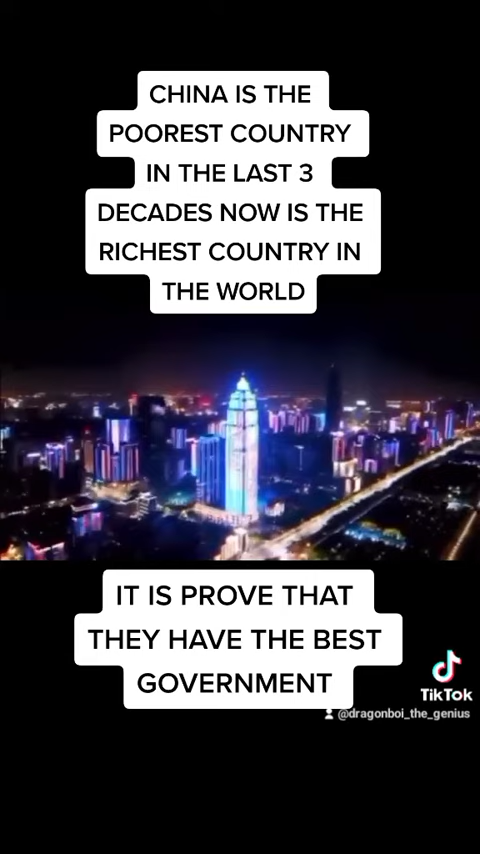 CHINA IS THE
POOREST COUNTRY
IN THE LAST 3
DECADES NOW IS THE
RICHEST COUNTRY IN
THE WORLD
IT IS PROVE THAT
THEY HAVE THE BEST
GOVERNMENT
TikTok
@dragonboi_the_genius